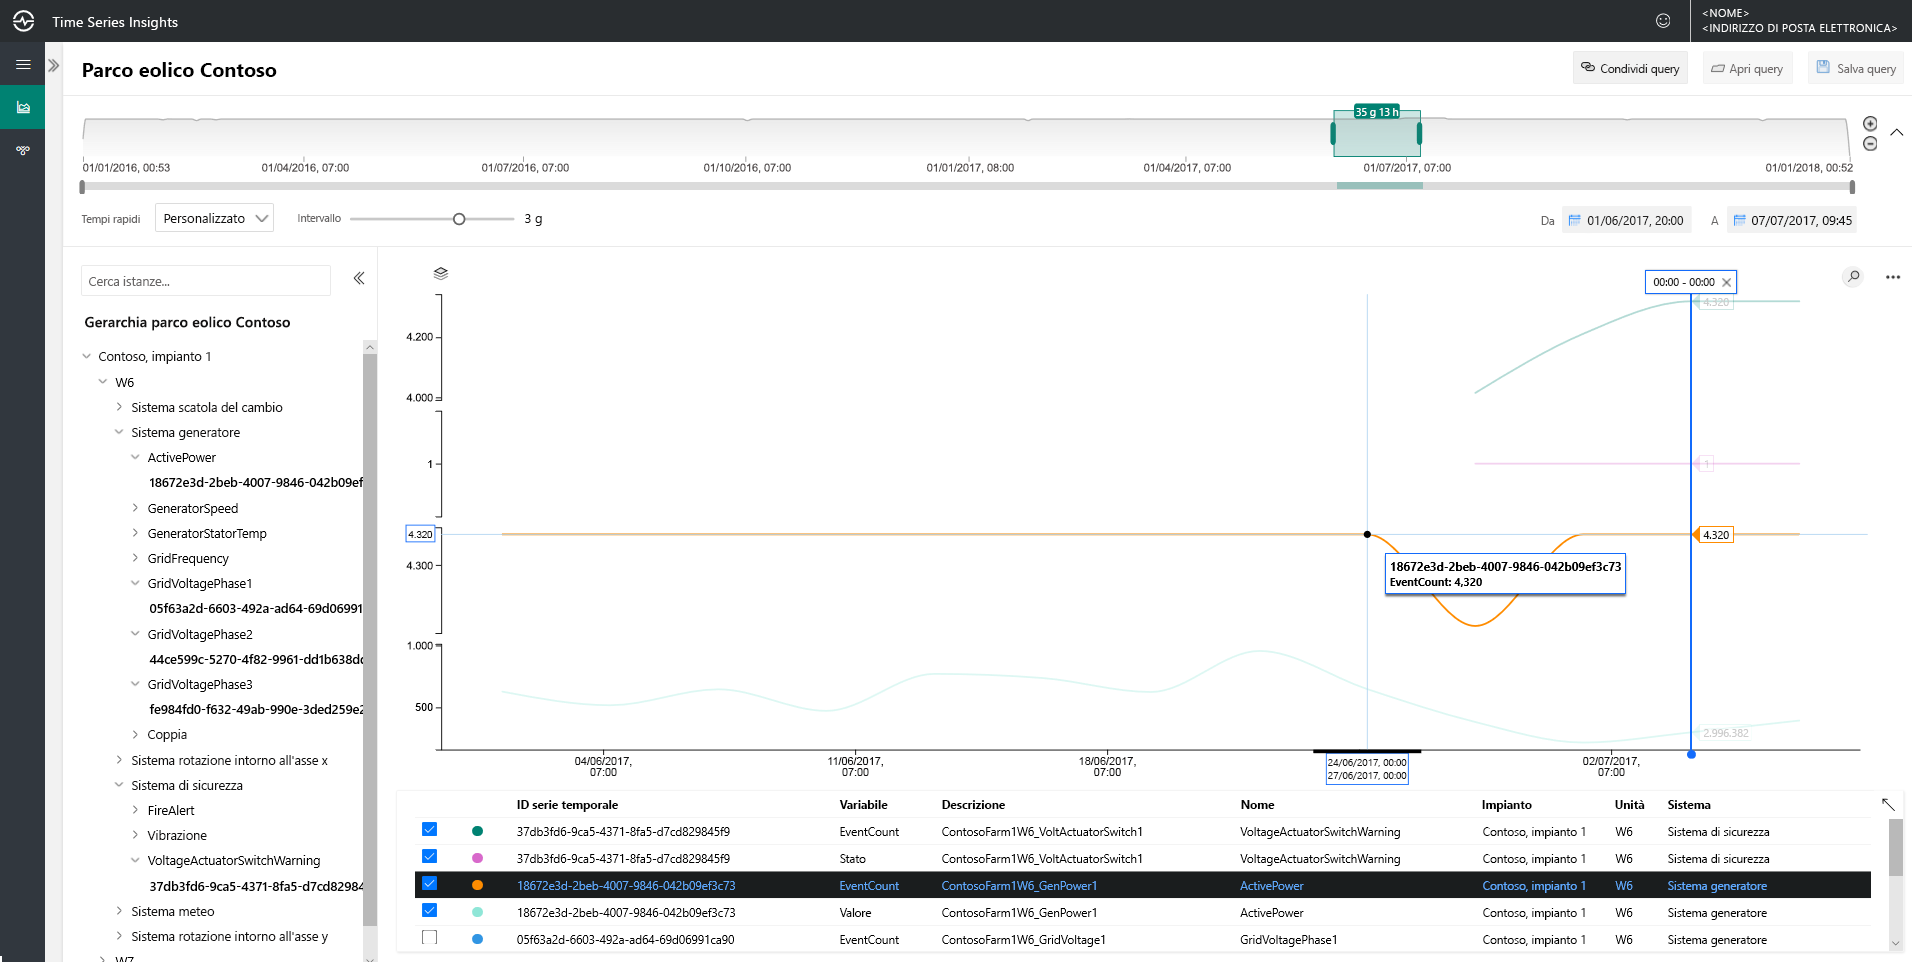 Time Series Insights
<NOME>
<INDIRIZZO DI POSTA ELETTRONICA>
Parco eolico Contoso
Condividi query
Apri query
Salva query
35 g 13 h
01/01/2016, 00:53
01/04/2016, 07:00
01/07/2016, 07:00
01/10/2016, 07:00
01/01/2017, 08:00
01/04/2017, 07:00
01/07/2017, 07:00
01/01/2018, 00:52
Tempi rapidi
Personalizzato
Intervallo
3 g
Da
01/06/2017, 20:00
A
07/07/2017, 09:45
Cerca istanze...
Gerarchia parco eolico Contoso
Contoso, impianto 1
W6
Sistema scatola del cambio
Sistema generatore
ActivePower
18672e3d-2beb-4007-9846-042b09ef
GeneratorSpeed
GeneratorStatorTemp
GridFrequency
GridVoltagePhase1
05f63a2d-6603-492a-ad64-69d06991
GridVoltagePhase2
44ce599c-5270-4f82-9961-dd1b638dc
GridVoltagePhase3
fe984fd0-f632-49ab-990e-3ded259e2
Coppia
Sistema rotazione intorno all'asse x
Sistema di sicurezza
FireAlert
Vibrazione
VoltageActuatorSwitchWarning
37db3fd6-9ca5-4371-8fa5-d7cd82984
Sistema meteo
Sistema rotazione intorno all'asse y
W7
00:00 - 00:00
4.320
4.200
4.000
1
1
4.320
4.320
4.300
18672e3d-2beb-4007-9846-042b09ef3c73
EventCount: 4,320
1.000
500
2.996.382
04/06/2017,
07:00
11/06/2017,
07:00
18/06/2017,
07:00
24/06/2017, 00:00
27/06/2017, 00:00
02/07/2017,
07:00
ID serie temporale Variabile Descrizione Nome Impianto Unità Sistema
37db3fd6-9ca5-4371-8fa5-d7cd829845f9 EventCount ContosoFarm1W6_VoltActuatorSwitch1 VoltageActuatorSwitchWarning Contoso, impianto 1 W6 Sistema di sicurezza
37db3fd6-9ca5-4371-8fa5-d7cd829845f9 Stato ContosoFarm1W6_VoltActuatorSwitch1 VoltageActuatorSwitchWarning Contoso, impianto 1 W6 Sistema di sicurezza
18672e3d-2beb-4007-9846-042b09ef3c73 EventCount ContosoFarm1W6_GenPower1 ActivePower Contoso, impianto 1 W6 Sistema generatore
18672e3d-2beb-4007-9846-042b09ef3c73 Valore ContosoFarm1W6_GenPower1 ActivePower Contoso, impianto 1 W6 Sistema generatore
05f63a2d-6603-492a-ad64-69d06991ca90 EventCount ContosoFarm1W6_GridVoltage1 GridVoltagePhase1 Contoso, impianto 1 W6 Sistema generatore